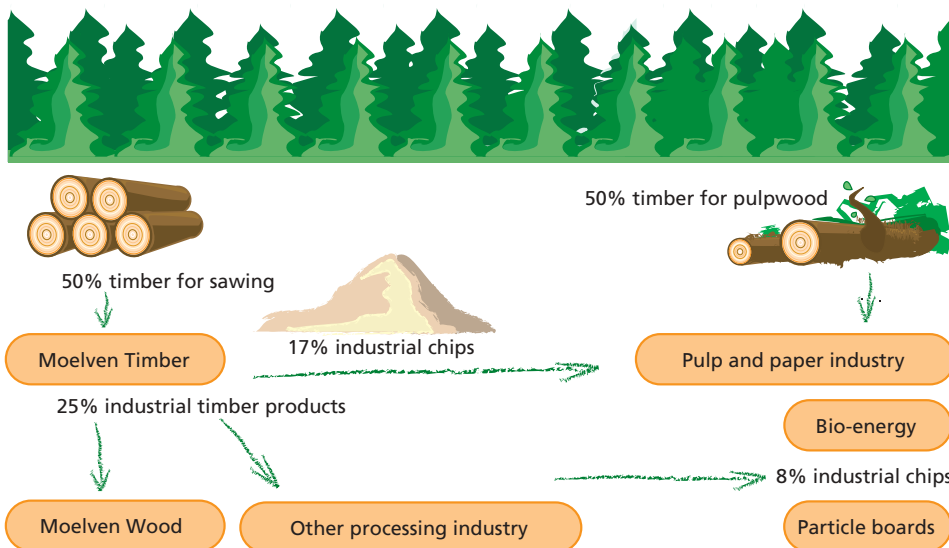 50% timber for pulpwood
50% timber for sawing
17% industrial chips
Moelven Timber
Pulp and paper industry
25% industrial timber products
Bio-energy
8% industrial chips
Moelven Wood
Other processing industry
Particle boards